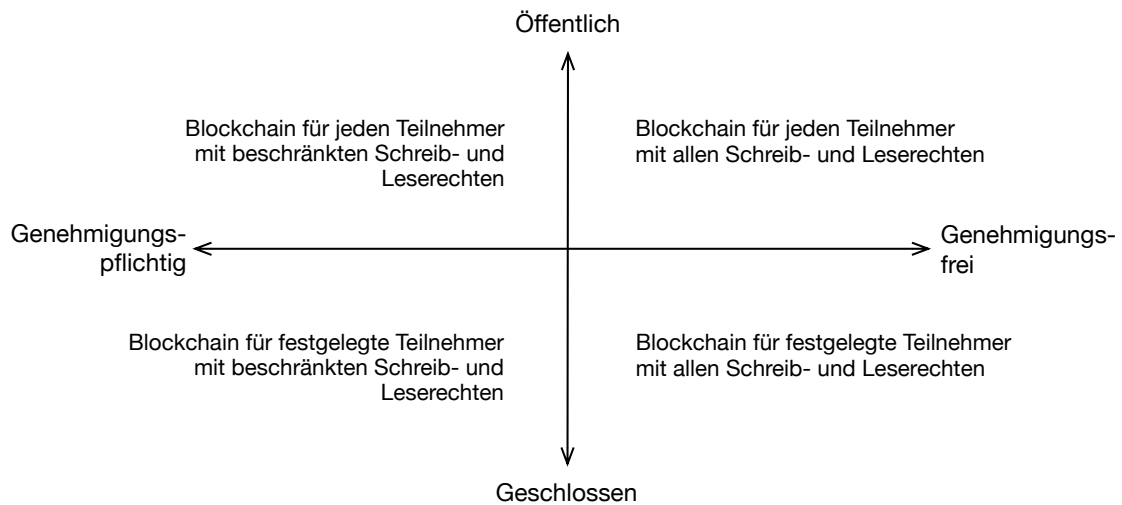 Öffentlich
Blockchain für jeden Teilnehmer
mit beschränkten Schreib- und
Leserechten
Blockchain für jeden Teilnehmer
mit allen Schreib- und Leserechten
Genehmigungs-
pflichtig
Genehmigungs-
frei
Blockchain für festgelegte Teilnehmer
mit beschränkten Schreib- und
Leserechten
Blockchain für festgelegte Teilnehmer
mit allen Schreib- und Leserechten
Geschlossen